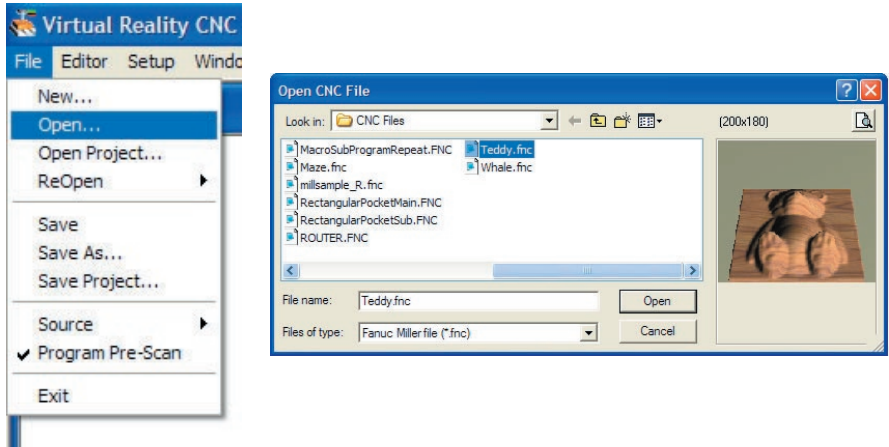 Virtual Reality CNC
File Editor Setup Windo
New...
Open...
Open Project...
ReOpen
Save
Save As...
Save Project...
Source
Program Pre-Scan
Exit
Open CNC File
Look in: CNC Files
(200x180)
MacroSubProgramRepeat.FNC Teddy.fnc
Maze.fnc Whale.fnc
millsample_R.fnc
RectangularPocketMain.FNC
RectangularPocketSub.FNC
ROUTER.FNC
File name: Teddy.fnc Open
Files of type: Fanuc Miller file (*.fnc) Cancel